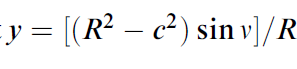 y = [(R² − c²) sin v]/R